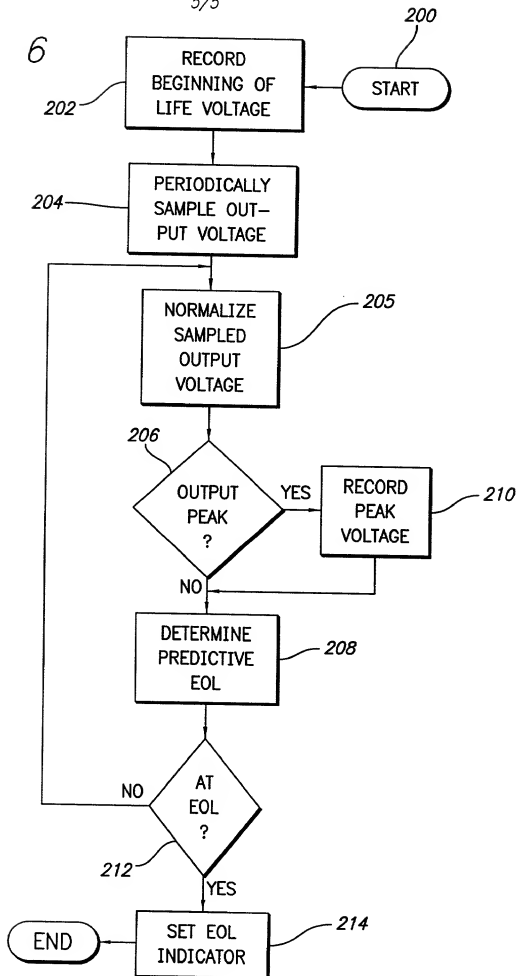 5/5
6
200
START
RECORD
BEGINNING OF
LIFE VOLTAGE
202
PERIODICALLY
SAMPLE OUT-
PUT VOLTAGE
204
NORMALIZE
SAMPLED
OUTPUT
VOLTAGE
205
206
OUTPUT
PEAK
?
YES
RECORD
PEAK
VOLTAGE
210
NO
DETERMINE
PREDICTIVE
EOL
208
AT
EOL
?
NO
212
YES
SET EOL
INDICATOR
214
END